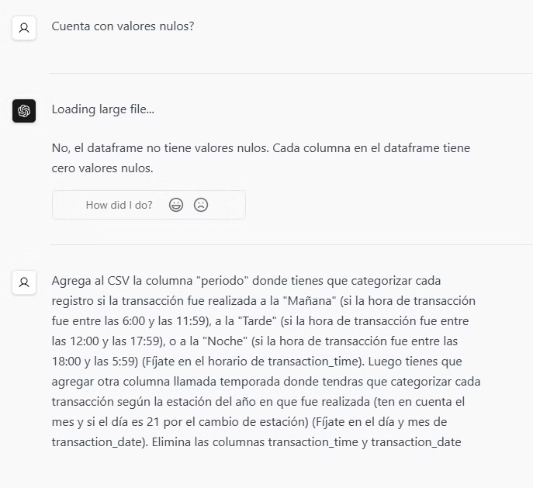 Cuenta con valores nulos?
Loading large file...
No, el dataframe no tiene valores nulos. Cada columna en el dataframe tiene
cero valores nulos.
How did I do?
Agrega al CSV la columna "periodo" donde tienes que categorizar cada
registro si la transacción fue realizada a la "Mañana" (si la hora de transacción
fue entre las 6:00 y las 11:59), a la "Tarde" (si la hora de transacción fue entre
las 12:00 y las 17:59), o a la "Noche" (si la hora de transacción fue entre las
18:00 y las 5:59) (Fíjate en el horario de transaction_time). Luego tienes que
agregar otra columna llamada temporada donde tendras que categorizar cada
transacción según la estación del año en que fue realizada (ten en cuenta el
mes y si el día es 21 por el cambio de estación) (Fíjate en el día y mes de
transaction_date). Elimina las columnas transaction_time y transaction_date